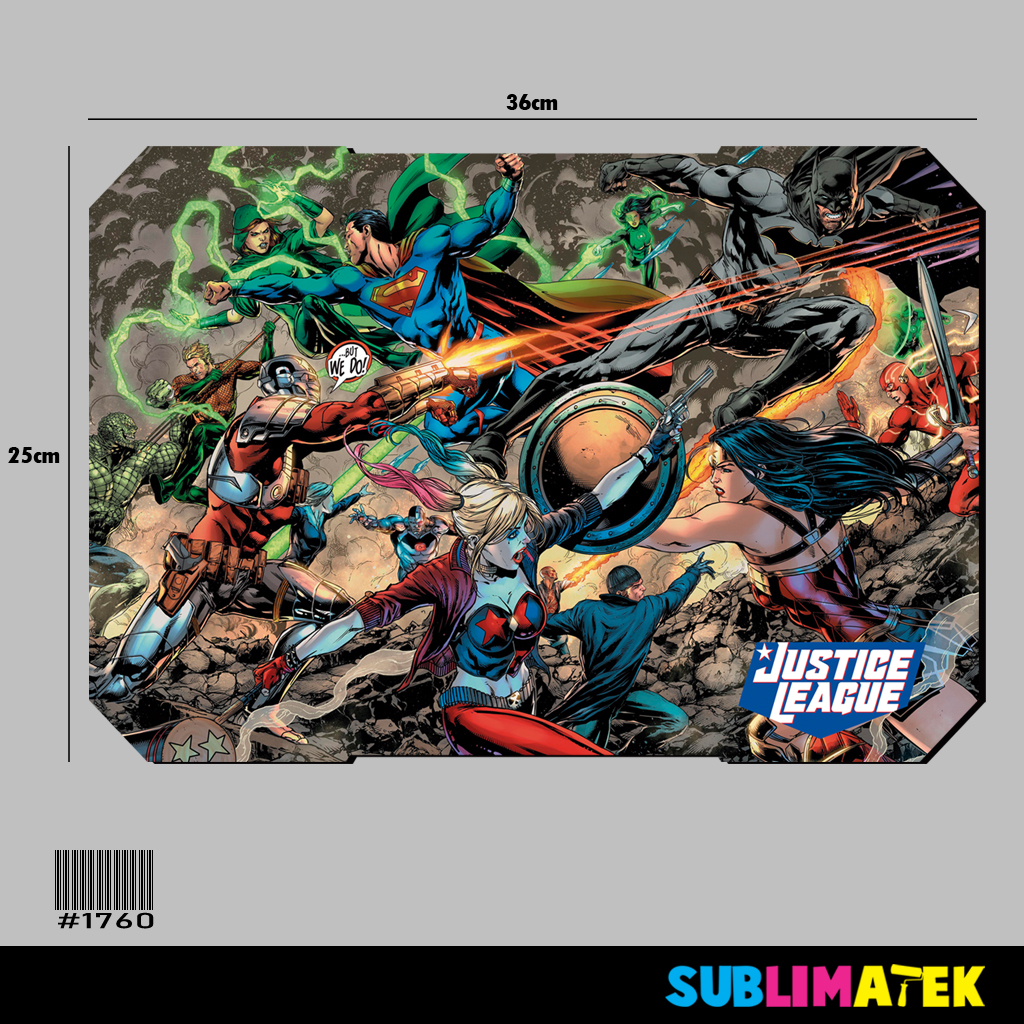 36cm
25cm
...BUT
WE DO!
JUSTICE
LEAGUE
#1760
SUBLIMATEK